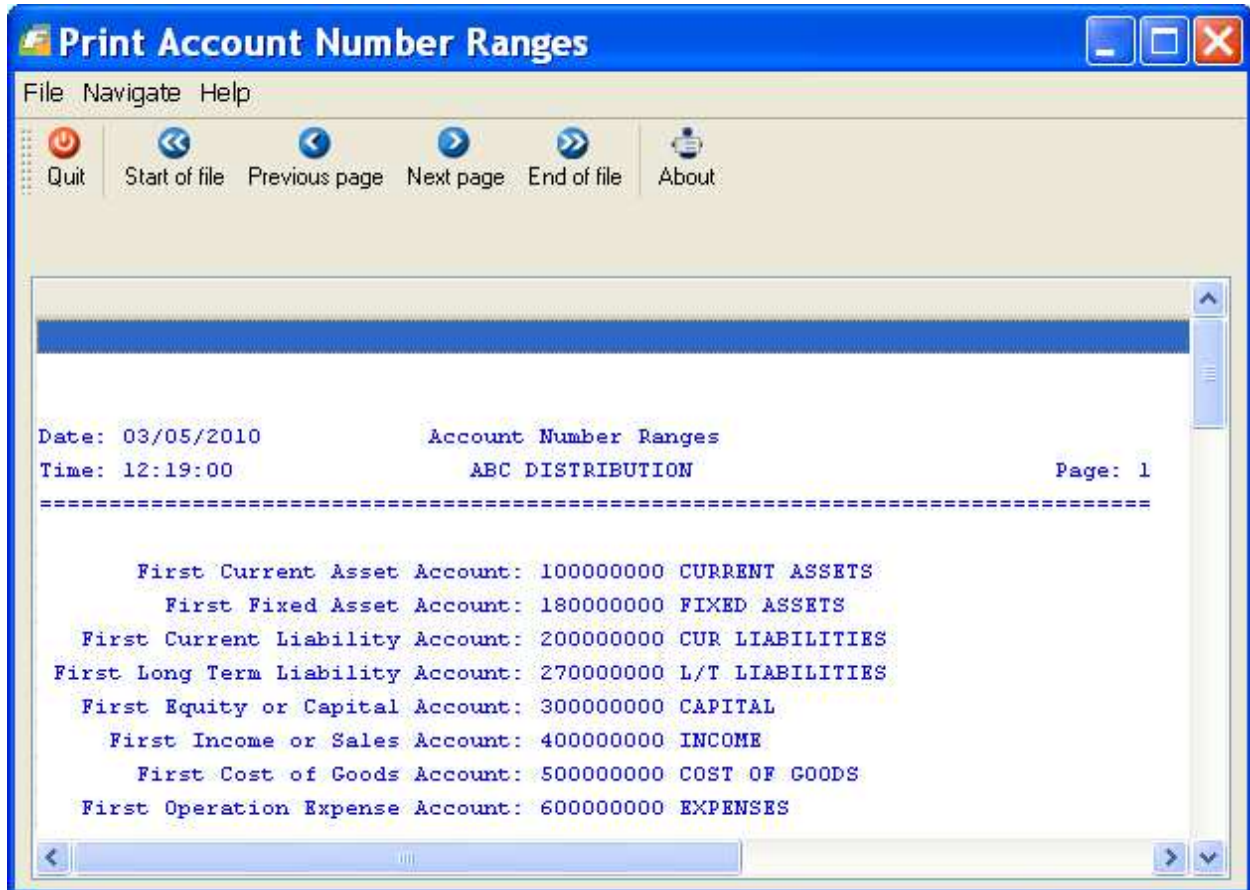 Print Account Number Ranges
File Navigate Help
Quit Start of file Previous page Next page End of file About
Date: 03/05/2010 Account Number Ranges
Time: 12:19:00 ABC DISTRIBUTION Page: 1
================================================================================
First Current Asset Account: 100000000 CURRENT ASSETS
First Fixed Asset Account: 180000000 FIXED ASSETS
First Current Liability Account: 200000000 CUR LIABILITIES
First Long Term Liability Account: 270000000 L/T LIABILITIES
First Equity or Capital Account: 300000000 CAPITAL
First Income or Sales Account: 400000000 INCOME
First Cost of Goods Account: 500000000 COST OF GOODS
First Operation Expense Account: 600000000 EXPENSES